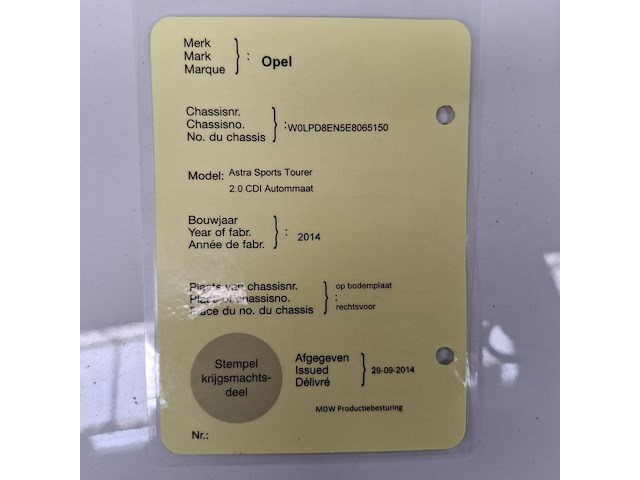 Merk
Mark
Marque
: Opel
Chassisnr.
Chassisno.
No. du chassis
:W0LPD8EN5E8065150
Model: Astra Sports Tourer
2.0 CDI Autommaat
Bouwjaar
Year of fabr.
Année de fabr.
: 2014
Plaats van chassisnr.
Place of chassisno.
Place du no. du chassis
op bodemplaat
:
rechtsvoor
Stempel
krijgsmachts-
deel
Afgegeven
Issued
Délivré
29-09-2014
MDW Productiebesturing
Nr.: